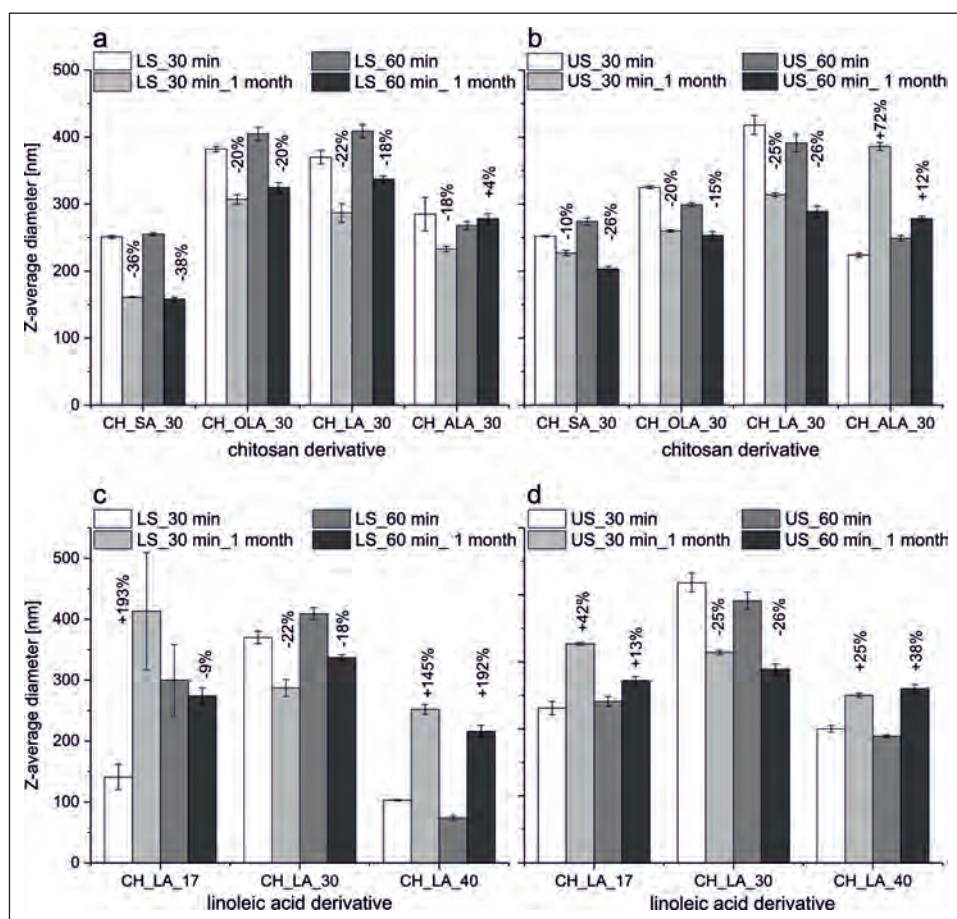 a
LS_30 min
LS_60 min
LS_30 min_1 month
LS_60 min_ 1 month
500
400
300
200
100
0
Z-average diameter [nm]
-36%
-38%
-20%
-20%
-22%
-18%
-18%
+4%
CH_SA_30
CH_OLA_30
CH_LA_30
CH_ALA_30
chitosan derivative
b
US_30 min
US_60 min
US_30 min_1 month
US_60 min_ 1 month
-10%
-26%
-20%
-15%
-25%
-26%
+72%
+12%
CH_SA_30
CH_OLA_30
CH_LA_30
CH_ALA_30
chitosan derivative
c
LS_30 min
LS_60 min
LS_30 min_1 month
LS_60 min_ 1 month
500
400
300
200
100
0
Z-average diameter [nm]
+193%
-9%
-22%
-18%
+145%
+192%
CH_LA_17
CH_LA_30
CH_LA_40
linoleic acid derivative
d
US_30 min
US_60 min
US_30 min_1 month
US_60 min_ 1 month
+42%
+13%
-25%
-26%
+25%
+38%
CH_LA_17
CH_LA_30
CH_LA_40
linoleic acid derivative